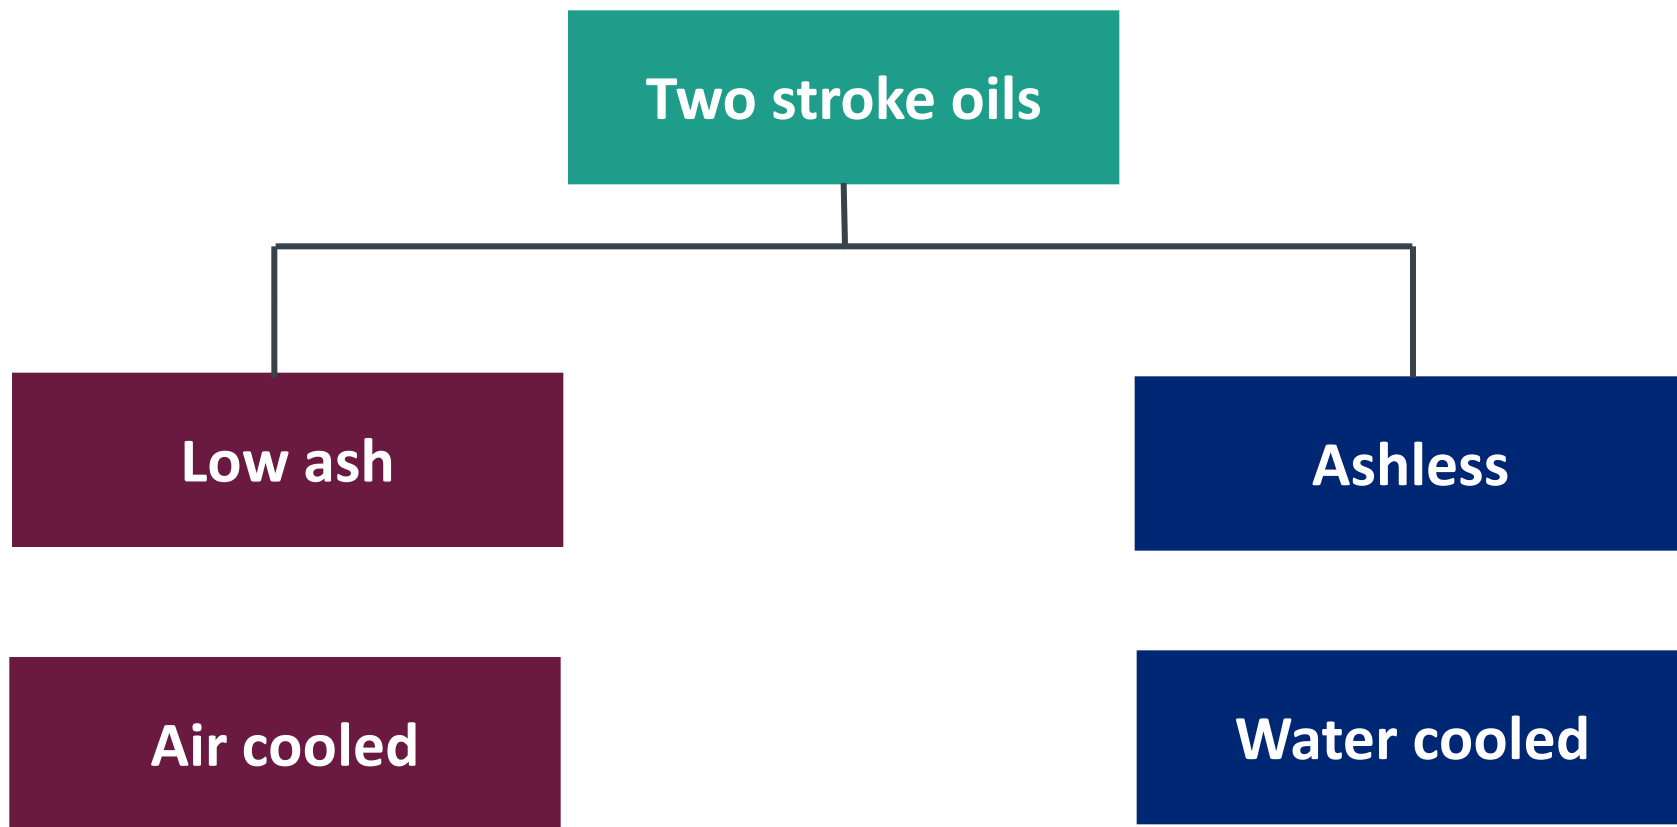 Two stroke oils
Low ash
Ashless
Air cooled
Water cooled